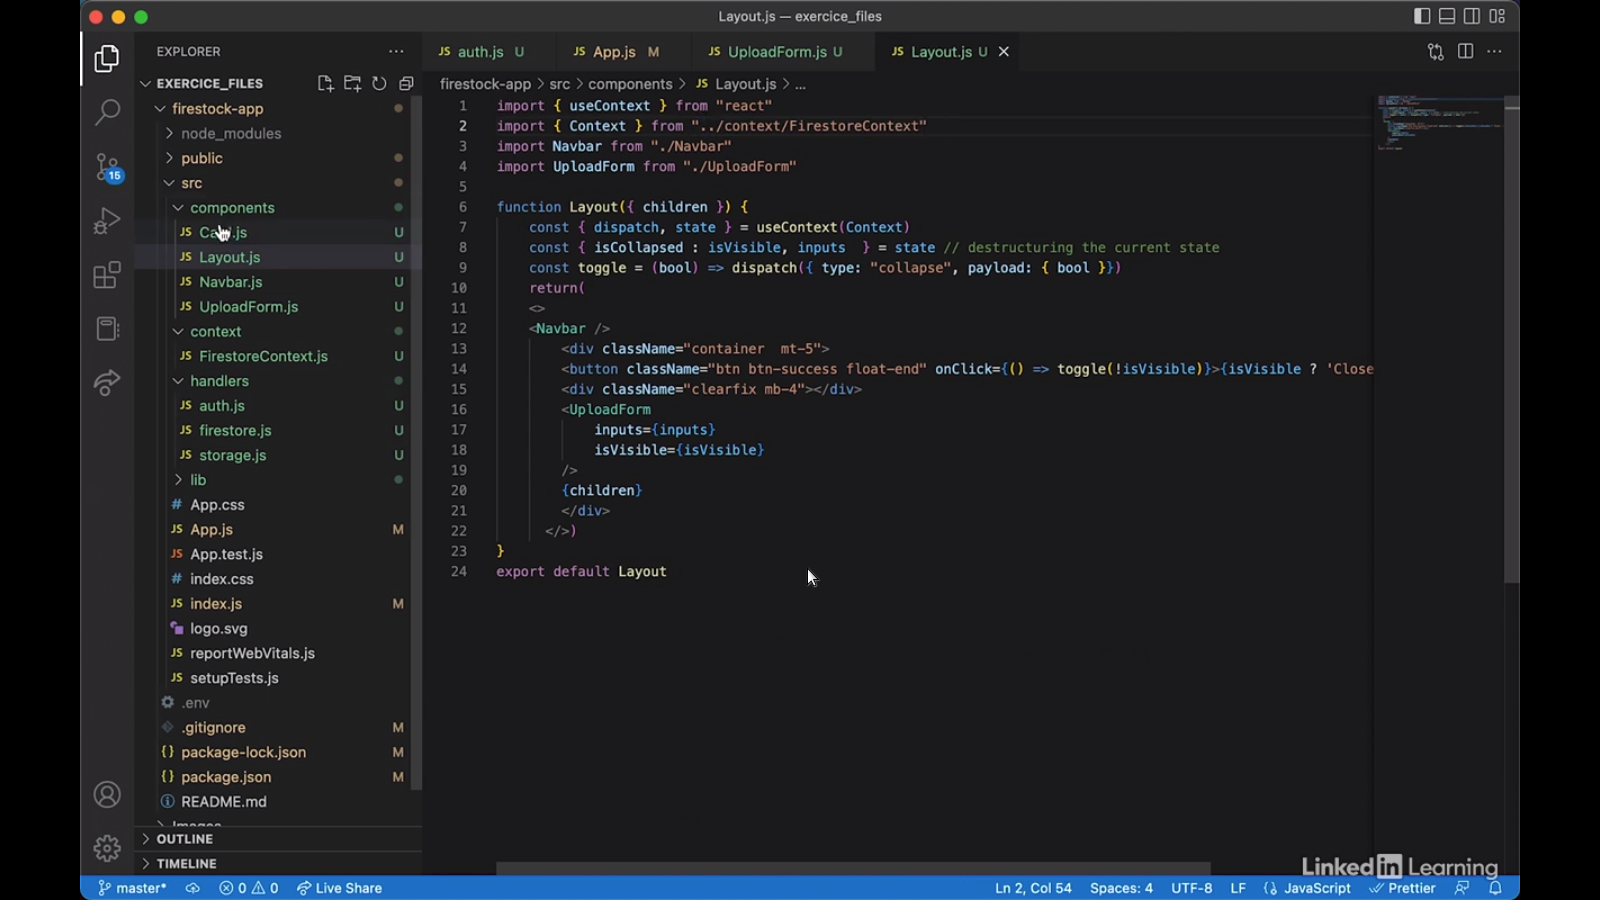 Layout.js — exercice_files
EXPLORER
EXERCICE_FILES
firestock-app
node_modules
public
src
components
JS Layout.js U
JS Navbar.js U
JS UploadForm.js U
context
JS FirestoreContext.js U
handlers
JS auth.js U
JS firestore.js U
JS storage.js U
lib
# App.css
JS App.js M
JS App.test.js
# index.css
JS index.js M
logo.svg
JS reportWebVitals.js
JS setupTests.js
.env
.gitignore M
{} package-lock.json M
{} package.json M
README.md
OUTLINE
TIMELINE
15
JS auth.js U
JS App.js M
JS UploadForm.js U
JS Layout.js U
firestock-app > src > components > JS Layout.js > ...
1 import { useContext } from "react"
2 import { Context } from "../context/FirestoreContext"
3 import Navbar from "./Navbar"
4 import UploadForm from "./UploadForm"
5
6 function Layout({ children }) {
7 const { dispatch, state } = useContext(Context)
8 const { isCollapsed : isVisible, inputs } = state // destructuring the current state
9 const toggle = (bool) => dispatch({ type: "collapse", payload: { bool }})
10 return(
11 <>
12 <Navbar />
13 <div className="container  mt-5">
14 <button className="btn btn-success float-end" onClick={() => toggle(!isVisible)}>{isVisible ? 'Close
15 <div className="clearfix mb-4"></div>
16 <UploadForm
17 inputs={inputs}
18 isVisible={isVisible}
19 />
20 {children}
21 </div>
22 </>)
23 }
24 export default Layout
LinkedIn Learning
master*
0
0
Live Share
Ln 2, Col 54
Spaces: 4
UTF-8
LF
{} JavaScript
Prettier